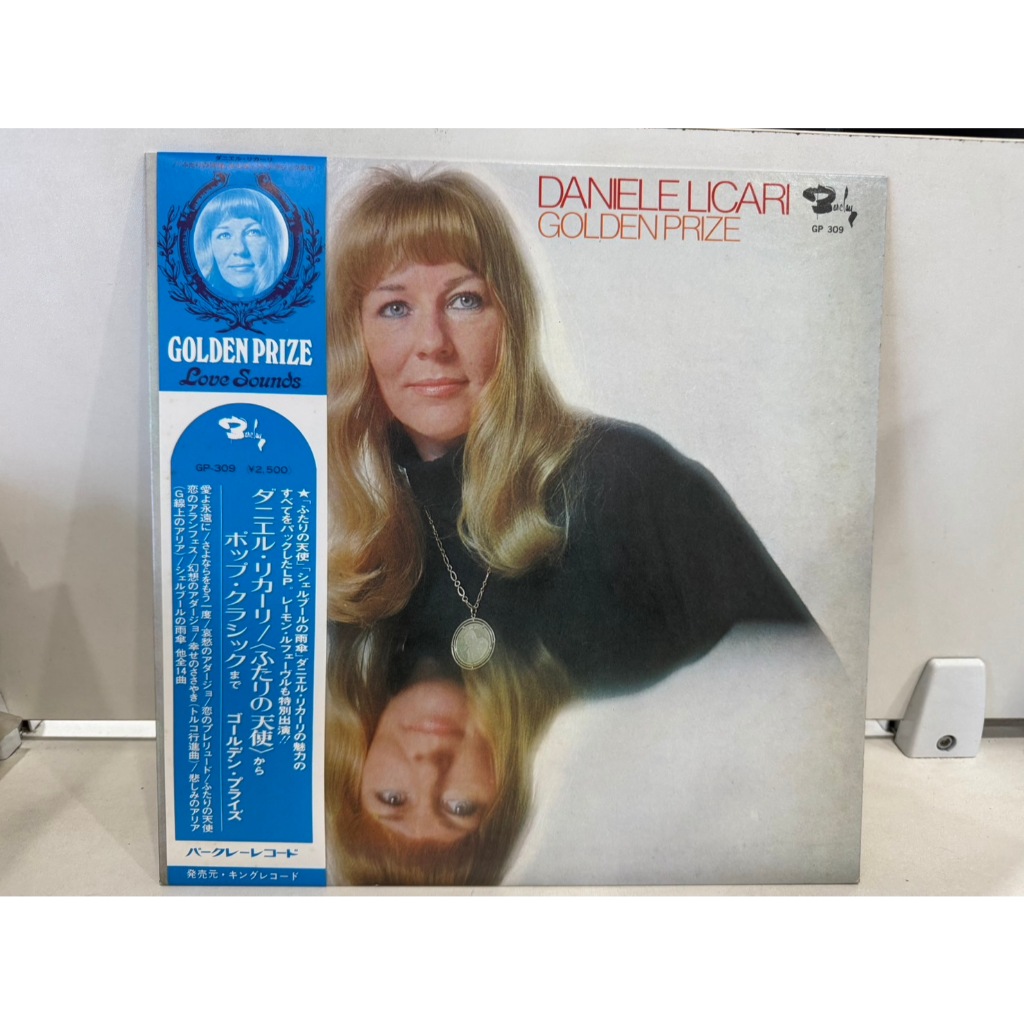 DANIELE LICARI
GOLDEN PRIZE
Barclay
GP 309
ダニエル・リカーリ
GOLDEN PRIZE
Love Sounds
Barclay
GP-309 (¥2,500)
★「ふたりの天使」「シェルブールの雨傘」ダニエル・リカーリの魅力の
すべてをパックしたLP。レーモン・ルフェーヴルも特別出演!!
ダニエル・リカーリ/〈ふたりの天使〉から
ポップ・クラシックまで ゴールデン・プライズ
愛よ永遠に/さよならをもう一度/哀愁のアダージョ/恋のプレリュード/ふたりの天使
恋のアランフェス/幻想のアダージョ/幸せのささやき(トルコ行進曲)/悲しみのアリア
(G線上のアリア)/シェルブールの雨傘 他全14曲
バークレーレコード
発売元・キングレコード